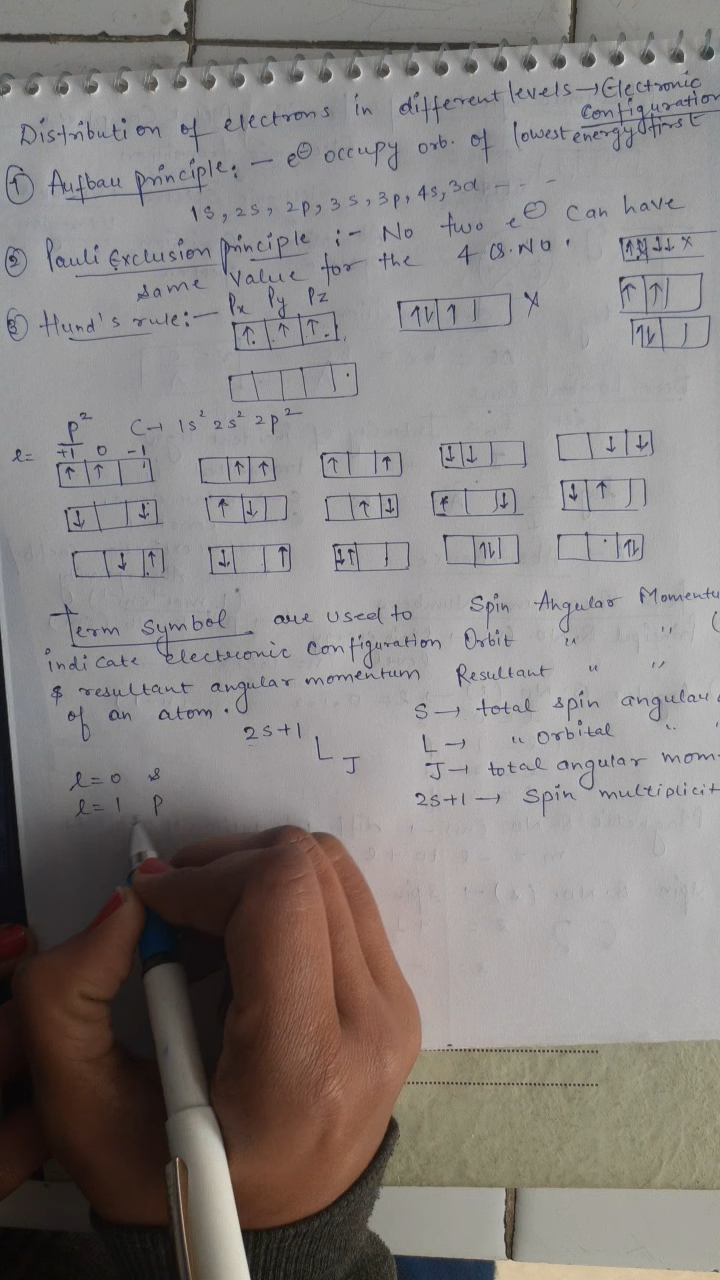 Distribution of electrons in different levels → Electronic
Configuration
① Aufbau principle :- e⊖ occupy orb. of lowest energy first
1s, 2s, 2p, 3s, 3p, 4s, 3d - - -
② Pauli Exclusion principle :- No two e⊖ can have
same value for the 4 Q.No. ↑↓ ↓↓ ×
③ Hund's rule :- Px Py Pz
↑ ↑ ↑ ↑↓ ↑ × ↑ ↑
↑↓
p² C → 1s² 2s² 2p²
l= +1 0 -1
↑ ↑ ↑ ↑ ↑ ↑ ↓ ↓ ↓ ↓
↓ ↓ ↑ ↓ ↑ ↓ ↑ ↓ ↓ ↑
↓ ↑ ↓ ↑ ↓↑ ↑↓ ↑↓
Term Symbol are used to
indicate electronic configuration
& resultant angular momentum
of an atom.
Spin Angular Momentu
Orbit " "
Resultant " "
2S+1 L J
S → total spin angular
L → " Orbital "
J → total angular mom
2S+1 → Spin multiplicit
l=0 s
l=1 p